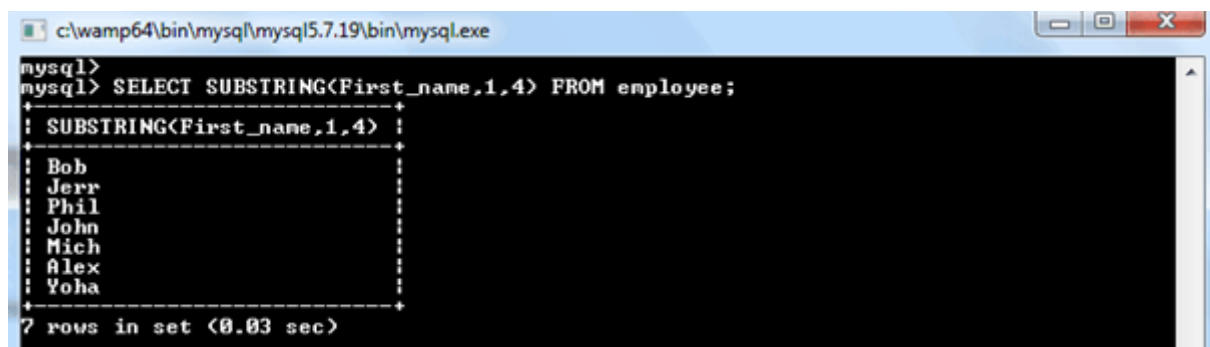 c:\wamp64\bin\mysql\mysql5.7.19\bin\mysql.exe
mysql>
mysql> SELECT SUBSTRING(First_name,1,4) FROM employee;
+---------------------------+
| SUBSTRING(First_name,1,4) |
+---------------------------+
| Bob                       |
| Jerr                      |
| Phil                      |
| John                      |
| Mich                      |
| Alex                      |
| Yoha                      |
+---------------------------+
7 rows in set (0.03 sec)